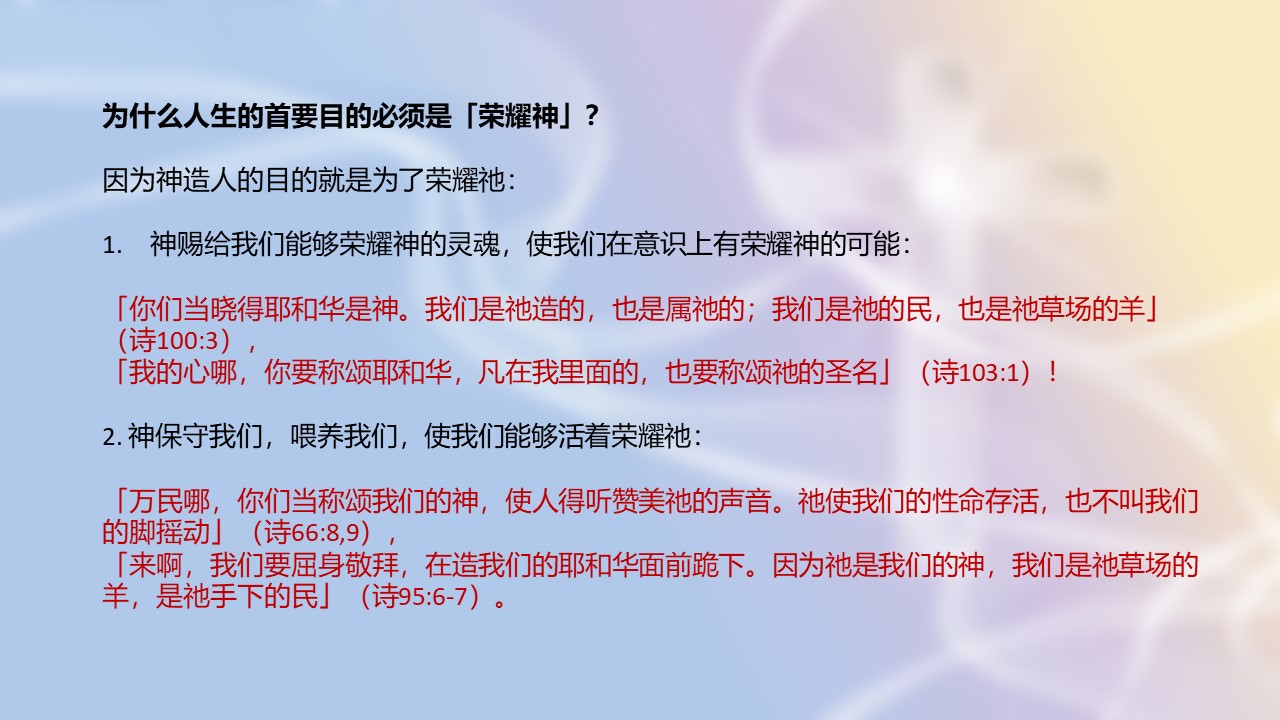 为什么人生的首要目的必须是「荣耀神」？
因为神造人的目的就是为了荣耀祂：
1. 神赐给我们能够荣耀神的灵魂，使我们在意识上有荣耀神的可能：
「你们当晓得耶和华是神。我们是祂造的，也是属祂的；我们是祂的民，也是祂草场的羊」
（诗100:3），
「我的心哪，你要称颂耶和华，凡在我里面的，也要称颂祂的圣名」（诗103:1）！
2. 神保守我们，喂养我们，使我们能够活着荣耀祂：
「万民哪，你们当称颂我们的神，使人得听赞美祂的声音。祂使我们的性命存活，也不叫我们
的脚摇动」（诗66:8,9），
「来啊，我们要屈身敬拜，在造我们的耶和华面前跪下。因为祂是我们的神，我们是祂草场的
羊，是祂手下的民」（诗95:6-7）。